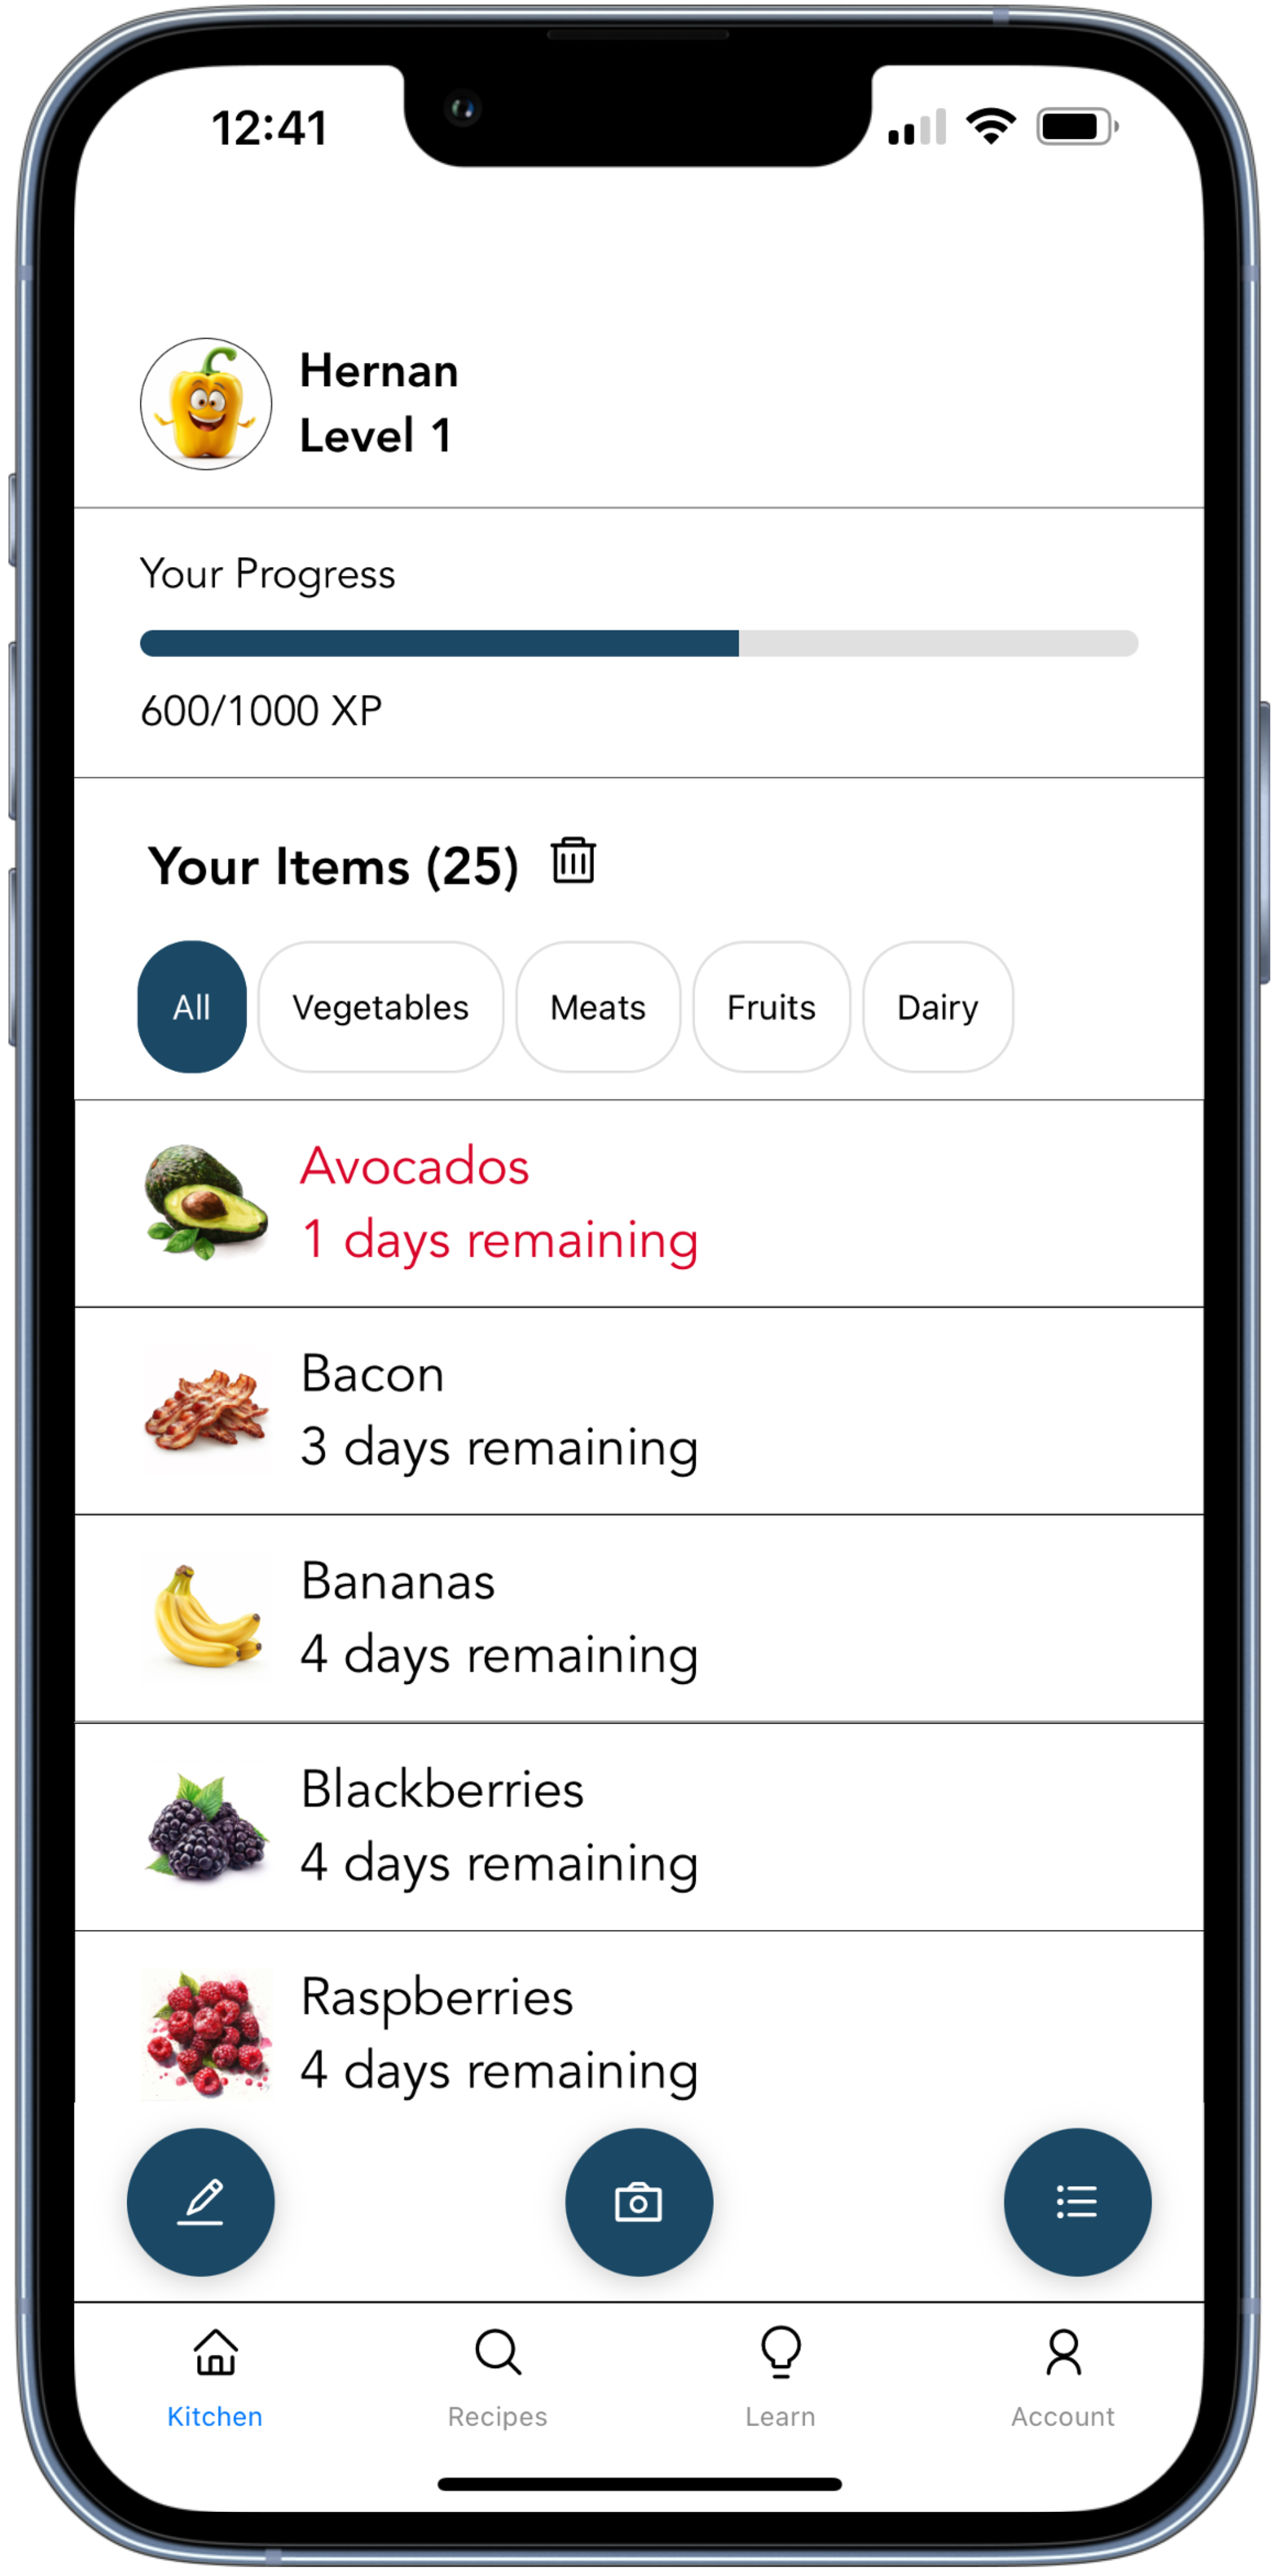 12:41
Hernan
Level 1
Your Progress
600/1000 XP
Your Items (25)
All Vegetables Meats Fruits Dairy
Avocados
1 days remaining
Bacon
3 days remaining
Bananas
4 days remaining
Blackberries
4 days remaining
Raspberries
4 days remaining
Kitchen Recipes Learn Account